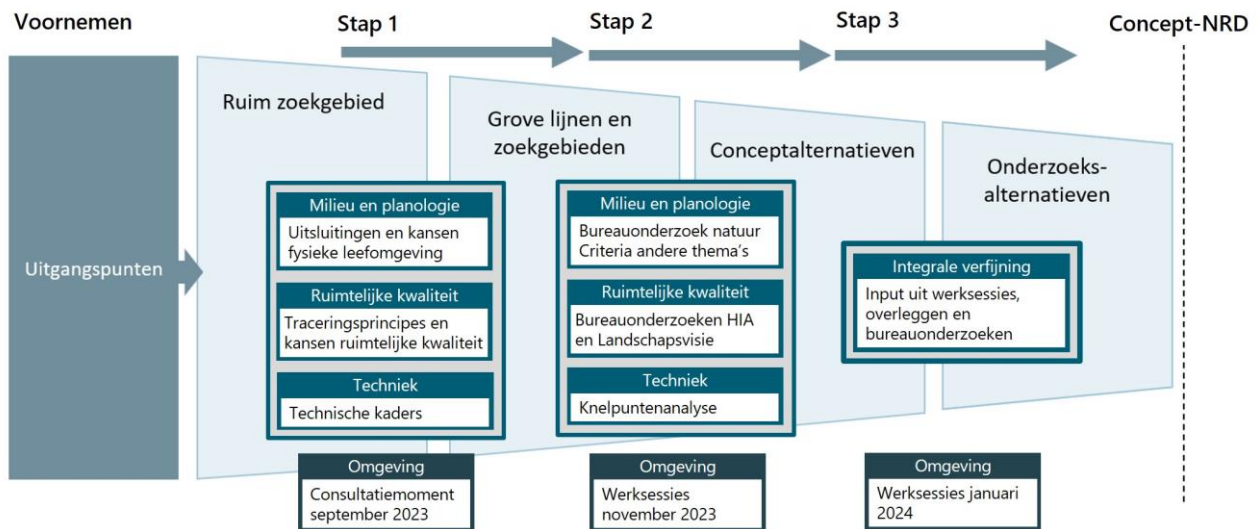 Voornemen
Stap 1
Stap 2
Stap 3
Concept-NRD
Uitgangspunten
Ruim zoekgebied
Grove lijnen en
zoekgebieden
Conceptalternatieven
Onderzoeks-
alternatieven
Milieu en planologie
Uitsluitingen en kansen
fysieke leefomgeving
Ruimtelijke kwaliteit
Traceringsprincipes en
kansen ruimtelijke kwaliteit
Techniek
Technische kaders
Milieu en planologie
Bureauonderzoek natuur
Criteria andere thema's
Ruimtelijke kwaliteit
Bureauonderzoeken HIA
en Landschapsvisie
Techniek
Knelpuntenanalyse
Integrale verfijning
Input uit werksessies,
overleggen en
bureauonderzoeken
Omgeving
Consultatiemoment
september 2023
Omgeving
Werksessies
november 2023
Omgeving
Werksessies januari
2024